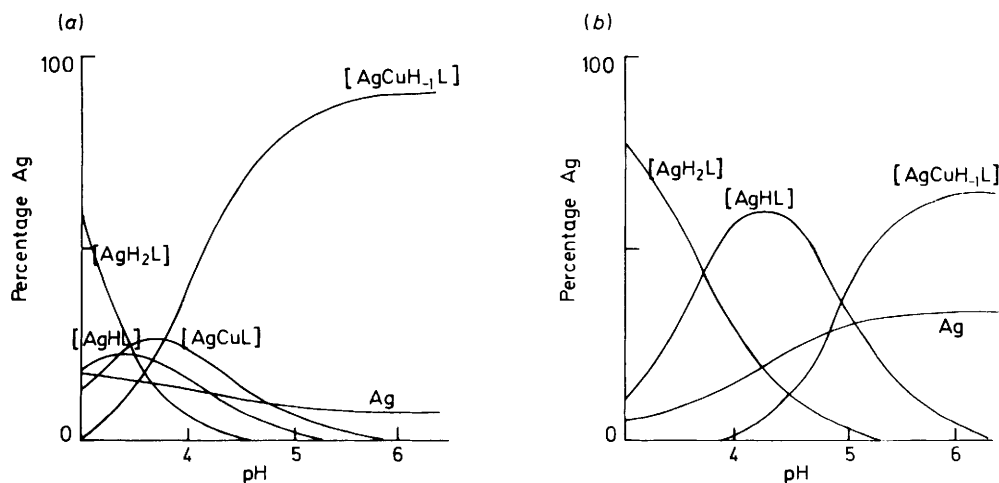 (a)
100
Percentage Ag
0
[AgCuH₋₁L]
[AgH₂L]
[AgHL]
[AgCuL]
Ag
4 5 6
pH
(b)
100
Percentage Ag
0
[AgH₂L]
[AgHL]
[AgCuH₋₁L]
Ag
4 5 6
pH